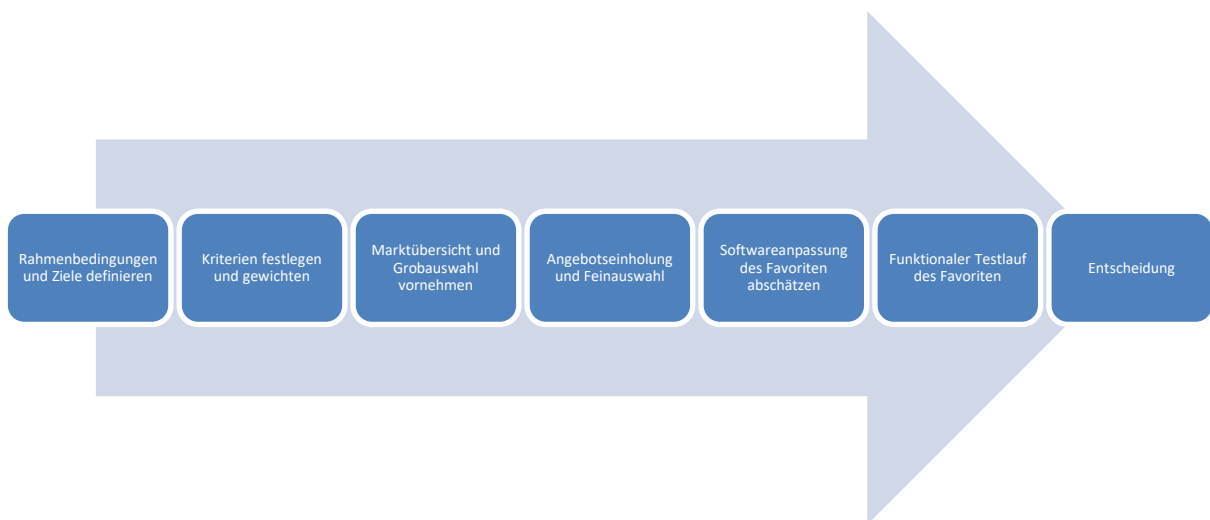 Rahmenbedingungen
und Ziele definieren
Kriterien festlegen
und gewichten
Marktübersicht und
Grobauswahl
vornehmen
Angebotseinholung
und Feinauswahl
Softwareanpassung
des Favoriten
abschätzen
Funktionaler Testlauf
des Favoriten
Entscheidung